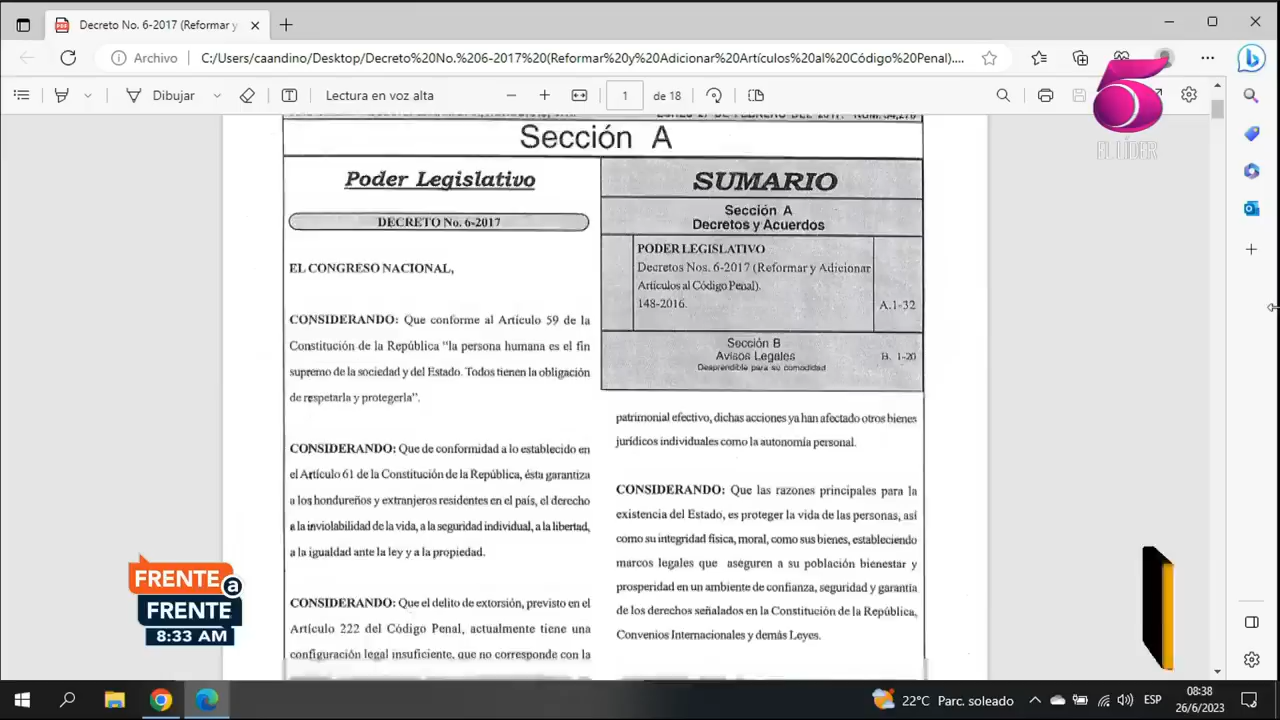 Decreto No. 6-2017 (Reformar y
Archivo
C:/Users/caandino/Desktop/Decreto%20No.%206-2017%20(Reformar%20y%20Adicionar%20Artículos%20al%20Código%20Penal)....
Dibujar
Lectura en voz alta
1
de 18
5
EL LÍDER
Sección A
Poder Legislativo
DECRETO No. 6-2017
EL CONGRESO NACIONAL,
CONSIDERANDO: Que conforme al Artículo 59 de la
Constitución de la República "la persona humana es el fin
supremo de la sociedad y del Estado. Todos tienen la obligación
de respetarla y protegerla".
CONSIDERANDO: Que de conformidad a lo establecido en
el Artículo 61 de la Constitución de la República, ésta garantiza
a los hondureños y extranjeros residentes en el país, el derecho
a la inviolabilidad de la vida, a la seguridad individual, a la libertad,
a la igualdad ante la ley y a la propiedad.
CONSIDERANDO: Que el delito de extorsión, previsto en el
Artículo 222 del Código Penal, actualmente tiene una
configuración legal insuficiente, que no corresponde con la
SUMARIO
Sección A
Decretos y Acuerdos
PODER LEGISLATIVO
Decretos Nos. 6-2017 (Reformar y Adicionar
Artículos al Código Penal).
148-2016.
A.1-32
Sección B
Avisos Legales
B. 1-20
Desprendible para su comodidad
patrimonial efectivo, dichas acciones ya han afectado otros bienes
jurídicos individuales como la autonomía personal.
CONSIDERANDO: Que las razones principales para la
existencia del Estado, es proteger la vida de las personas, así
como su integridad física, moral, como sus bienes, estableciendo
marcos legales que aseguren a su población bienestar y
prosperidad en un ambiente de confianza, seguridad y garantía
de los derechos señalados en la Constitución de la República,
Convenios Internacionales y demás Leyes.
FRENTE a
FRENTE
8:33 AM
22°C Parc. soleado
ESP
08:38
26/6/2023